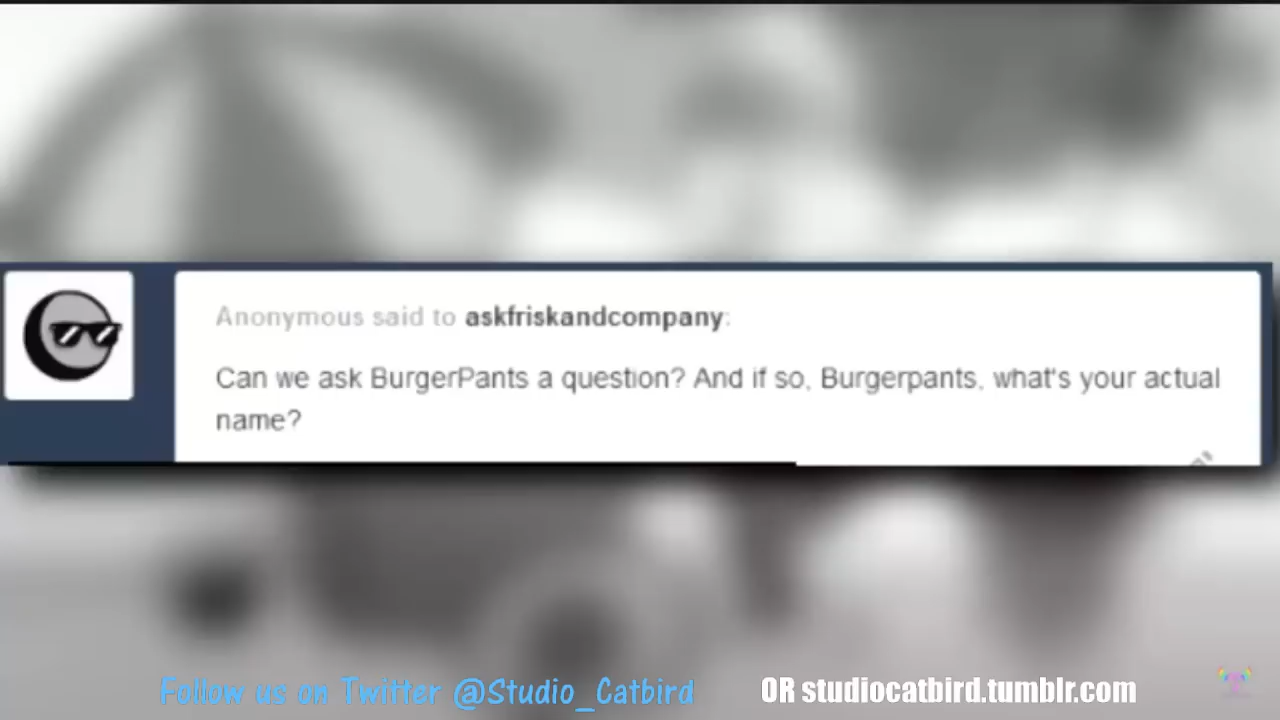 Anonymous said to askfriskandcompany:
Can we ask BurgerPants a question? And if so, Burgerpants, what's your actual
name?
Follow us on Twitter @Studio_Catbird OR studiocatbird.tumblr.com